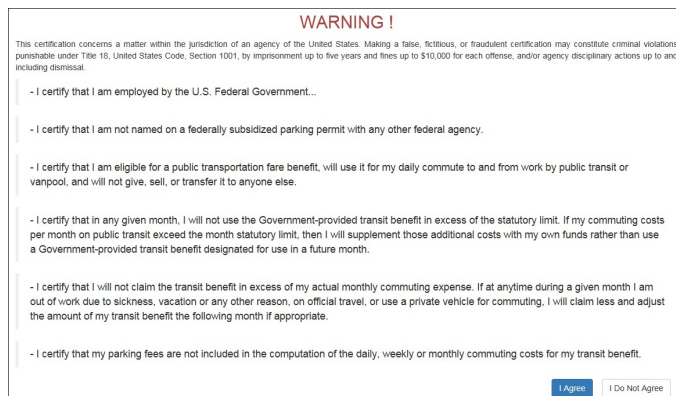 WARNING !
This certification concerns a matter within the jurisdiction of an agency of the United States. Making a false, fictitious, or fraudulent certification may constitute criminal violations
punishable under Title 18, United States Code, Section 1001, by imprisonment up to five years and fines up to $10,000 for each offense, and/or agency disciplinary actions up to and
including dismissal.
- I certify that I am employed by the U.S. Federal Government...
- I certify that I am not named on a federally subsidized parking permit with any other federal agency.
- I certify that I am eligible for a public transportation fare benefit, will use it for my daily commute to and from work by public transit or
vanpool, and will not give, sell, or transfer it to anyone else.
- I certify that in any given month, I will not use the Government-provided transit benefit in excess of the statutory limit. If my commuting costs
per month on public transit exceed the month statutory limit, then I will supplement those additional costs with my own funds rather than use
a Government-provided transit benefit designated for use in a future month.
- I certify that I will not claim the transit benefit in excess of my actual monthly commuting expense. If at anytime during a given month I am
out of work due to sickness, vacation or any other reason, on official travel, or use a private vehicle for commuting, I will claim less and adjust
the amount of my transit benefit the following month if appropriate.
- I certify that my parking fees are not included in the computation of the daily, weekly or monthly commuting costs for my transit benefit.
I Agree I Do Not Agree